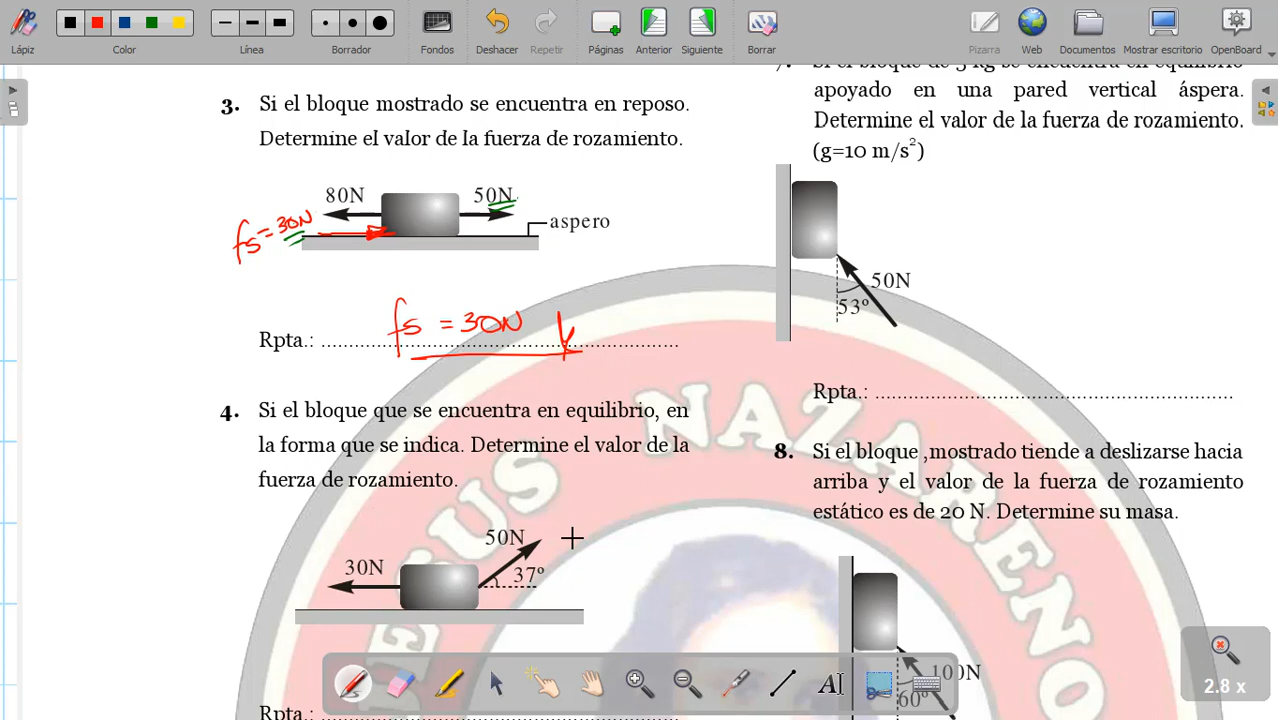 Lápiz
Color
Línea
Borrador
Fondos
Deshacer
Repetir
Páginas
Anterior
Siguiente
Borrar
Pizarra
Web
Documentos
Mostrar escritorio
OpenBoard
3. Si el bloque mostrado se encuentra en reposo.
Determine el valor de la fuerza de rozamiento.
80N
50N
fs = 30N
aspero
fs = 30N
Rpta.:
4. Si el bloque que se encuentra en equilibrio, en
la forma que se indica. Determine el valor de la
fuerza de rozamiento.
50N
30N
37º
Rpta.:
apoyado en una pared vertical áspera.
Determine el valor de la fuerza de rozamiento.
(g=10 m/s²)
50N
53º
Rpta.:
8. Si el bloque ,mostrado tiende a deslizarse hacia
arriba y el valor de la fuerza de rozamiento
estático es de 20 N. Determine su masa.
100N
60º
JESUS NAZARENO
2.8 x